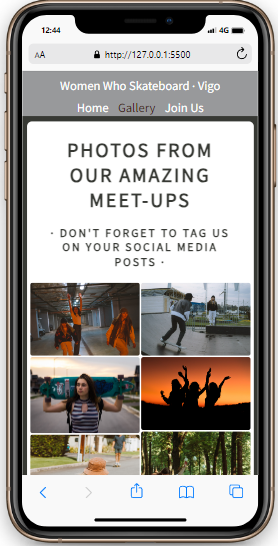 12:44
4G
AA
http://127.0.0.1:5500
Women Who Skateboard · Vigo
Home Gallery Join Us
PHOTOS FROM
OUR AMAZING
MEET-UPS
· DON'T FORGET TO TAG US
ON YOUR SOCIAL MEDIA
POSTS ·